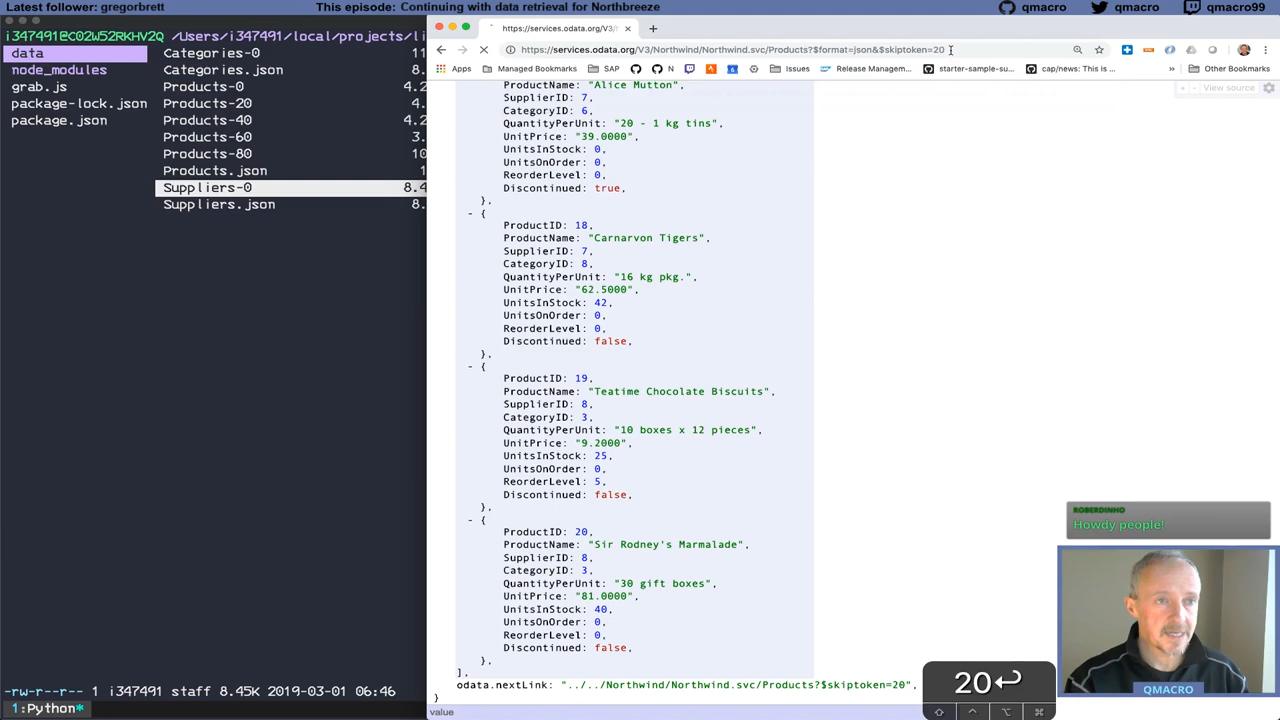 Latest follower: gregorbrett
This episode: Continuing with data retrieval for Northbreeze
qmacro
qmacro
qmacro99
i347491@C02W52RKHV2Q /Users/i347491/local/projects/li
data
node_modules
grab.js
package-lock.json
package.json
Categories-0 11
Categories.json
Products-0 4.2
Products-20 4.
Products-40 4.2
Products-60 3.
Products-80 10
Products.json 1
Suppliers-0 8.4
Suppliers.json 8.
-rw-r--r-- 1 i347491 staff 8.45K 2019-03-01 06:46
1:Python*
https://services.odata.org/V3/
https://services.odata.org/V3/Northwind/Northwind.svc/Products?$format=json&$skiptoken=20
Apps
Managed Bookmarks
SAP
N
6
Issues
Release Managem...
starter-sample-su...
cap/news: This is...
»
Other Bookmarks
+ - View source
ProductName: "Alice Mutton",
SupplierID: 7,
CategoryID: 6,
QuantityPerUnit: "20 - 1 kg tins",
UnitPrice: "39.0000",
UnitsInStock: 0,
UnitsOnOrder: 0,
ReorderLevel: 0,
Discontinued: true,
},
- {
ProductID: 18,
ProductName: "Carnarvon Tigers",
SupplierID: 7,
CategoryID: 8,
QuantityPerUnit: "16 kg pkg.",
UnitPrice: "62.5000",
UnitsInStock: 42,
UnitsOnOrder: 0,
ReorderLevel: 0,
Discontinued: false,
},
- {
ProductID: 19,
ProductName: "Teatime Chocolate Biscuits",
SupplierID: 8,
CategoryID: 3,
QuantityPerUnit: "10 boxes x 12 pieces",
UnitPrice: "9.2000",
UnitsInStock: 25,
UnitsOnOrder: 0,
ReorderLevel: 5,
Discontinued: false,
},
- {
ProductID: 20,
ProductName: "Sir Rodney's Marmalade",
SupplierID: 8,
CategoryID: 3,
QuantityPerUnit: "30 gift boxes",
UnitPrice: "81.0000",
UnitsInStock: 40,
UnitsOnOrder: 0,
ReorderLevel: 0,
Discontinued: false,
},
],
odata.nextLink: "../../Northwind/Northwind.svc/Products?$skiptoken=20",
}
value
ROBERDINHO
Howdy people!
QMACRO
20↩